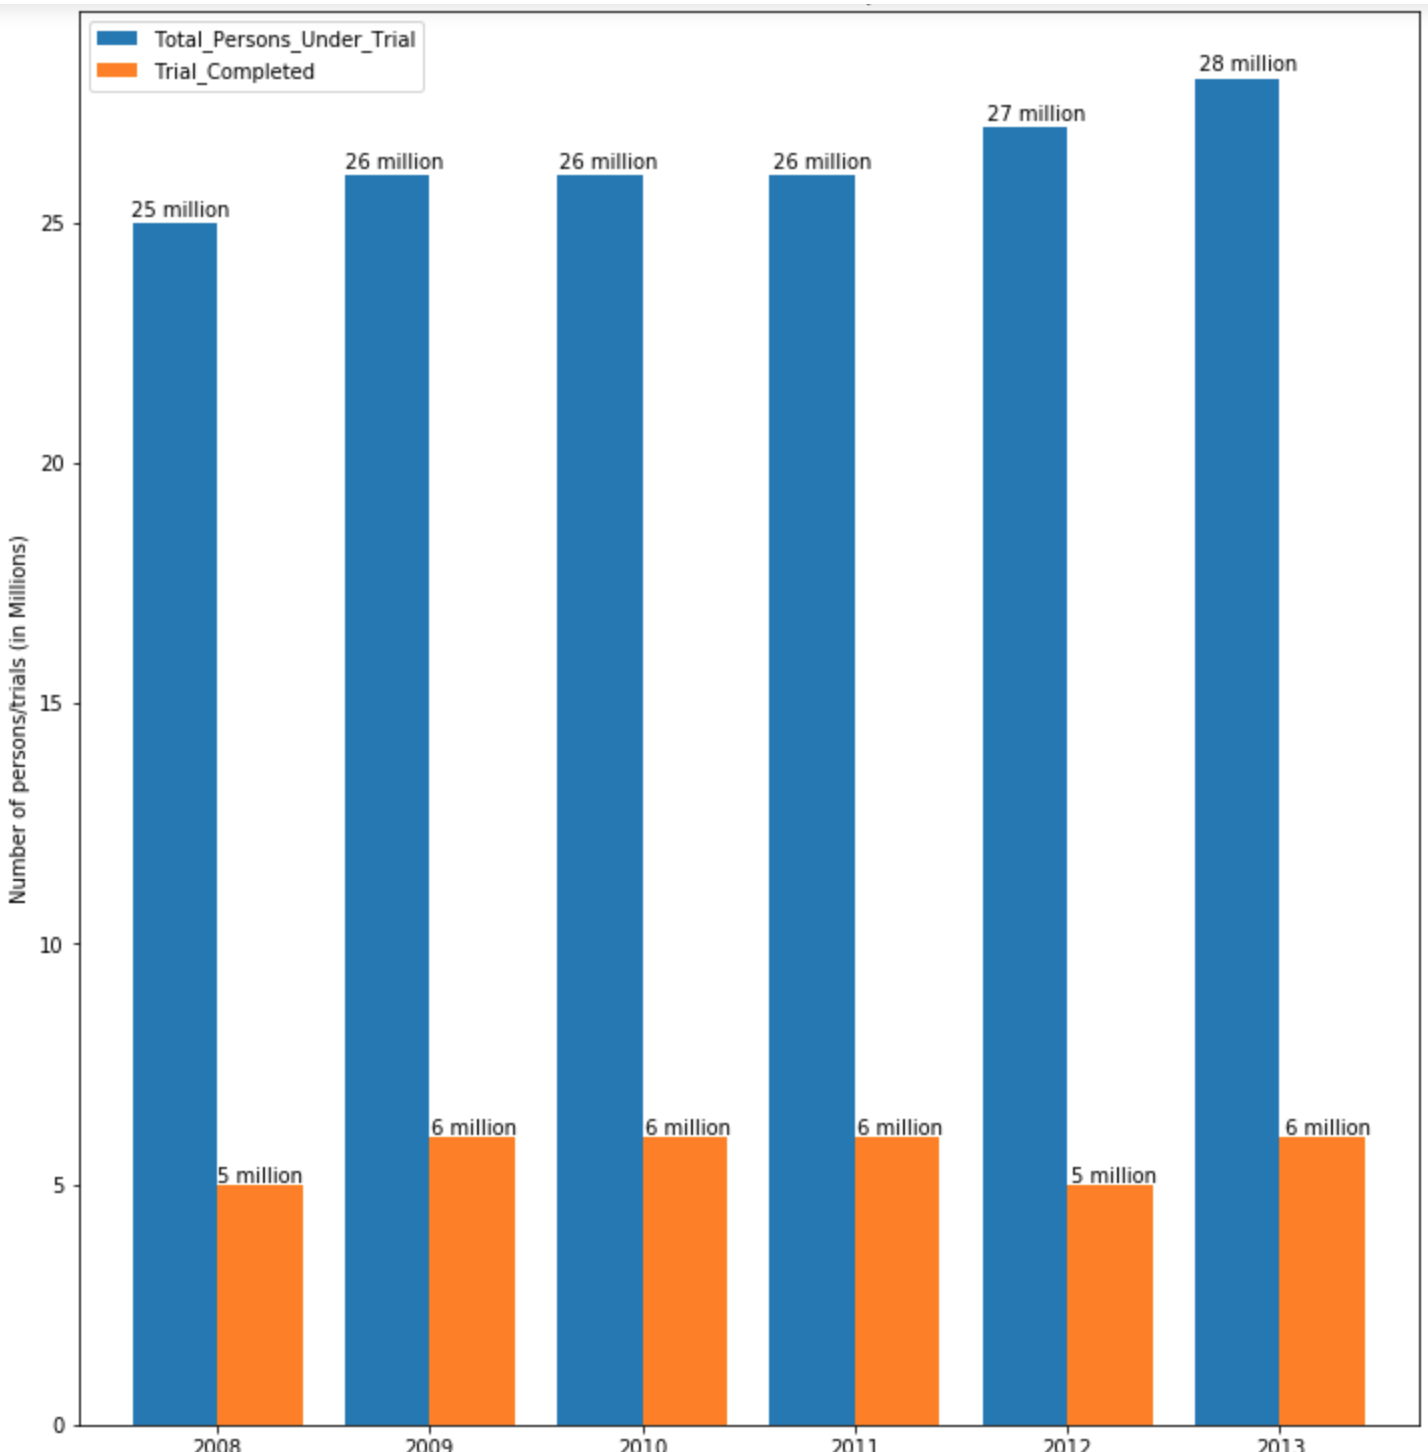 Total_Persons_Under_Trial
Trial_Completed
Number of persons/trials (in Millions)
25
20
15
10
5
0
25 million
26 million
26 million
26 million
27 million
28 million
5 million
6 million
6 million
6 million
5 million
6 million
2008
2009
2010
2011
2012
2013